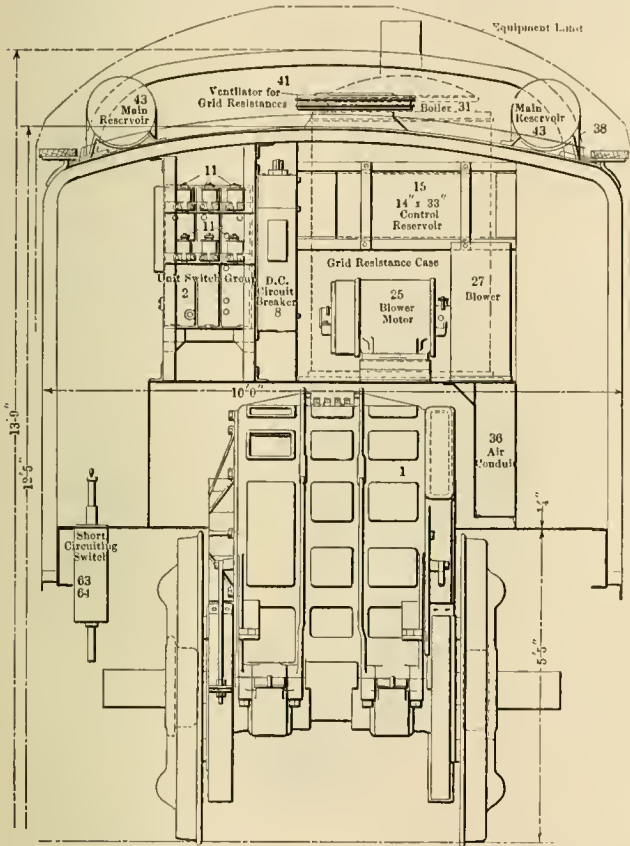 Equipment Limit
41
Ventilator for
Grid Resistances
Boiler 31
43
Main
Reservoir
Main
Reservoir
43
38
11
11
15
14" x 33"
Control
Reservoir
Grid Resistance Case
Unit Switch Group
2
D.C.
Circuit
Breaker
8
25
Blower
Motor
27
Blower
10'0"
13'-9"
12'5"
36
Air
Conduit
1
Short
Circuiting
Switch
63
64
5'5"